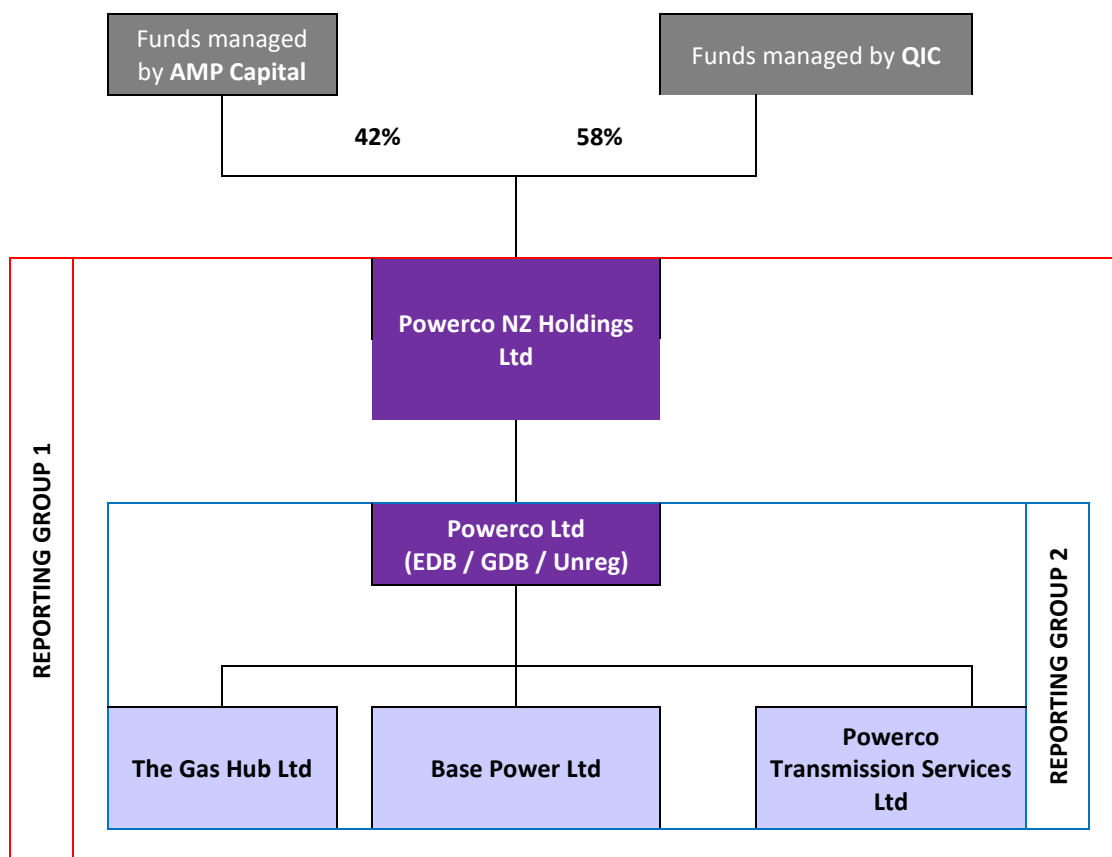 Funds managed
by AMP Capital
Funds managed by QIC
42%
58%
Powerco NZ Holdings
Ltd
REPORTING GROUP 1
Powerco Ltd
(EDB / GDB / Unreg)
REPORTING GROUP 2
The Gas Hub Ltd
Base Power Ltd
Powerco
Transmission Services
Ltd